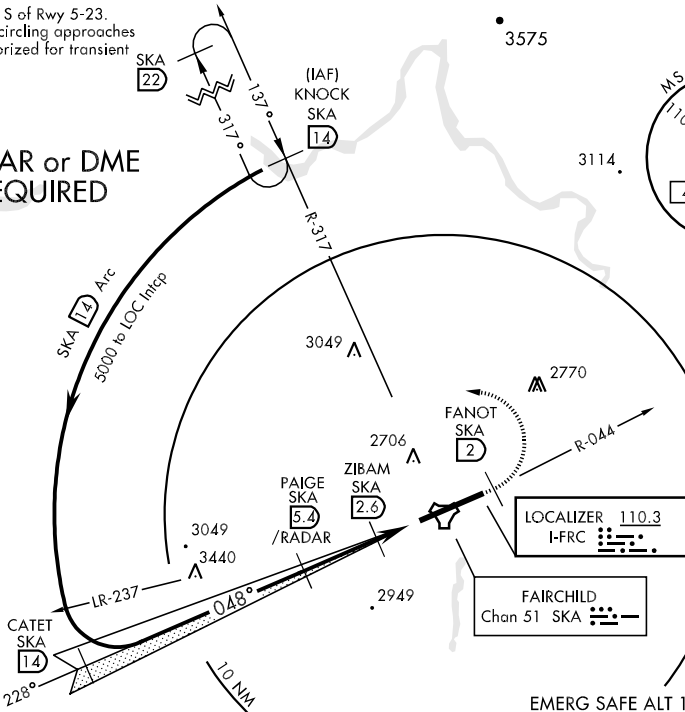 S of Rwy 5-23.
circling approaches
orized for transient
3575
SKA
22
(IAF)
KNOCK
SKA
14
317°
137°
MS
110
3114
4
AR or DME
EQUIRED
R-317
SKA 14 Arc
5000 to LOC Intcp
3049
2770
FANOT
SKA
2
R-044
2706
ZIBAM
SKA
2.6
PAIGE
SKA
5.4
/RADAR
LOCALIZER 110.3
I-FRC
3049
3440
LR-237
048°
2949
FAIRCHILD
Chan 51 SKA
CATET
SKA
14
228°
10 NM
EMERG SAFE ALT 1